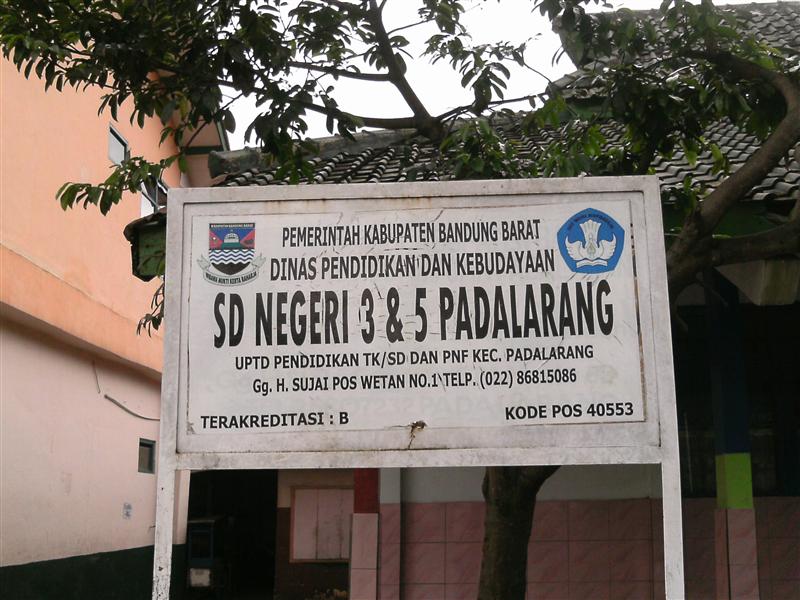 PEMERINTAH KABUPATEN BANDUNG BARAT
DINAS PENDIDIKAN DAN KEBUDAYAAN
SD NEGERI 3 & 5 PADALARANG
UPTD PENDIDIKAN TK/SD DAN PNF KEC. PADALARANG
Gg. H. SUJAI POS WETAN NO.1 TELP. (022) 86815086
TERAKREDITASI : B
KODE POS 40553